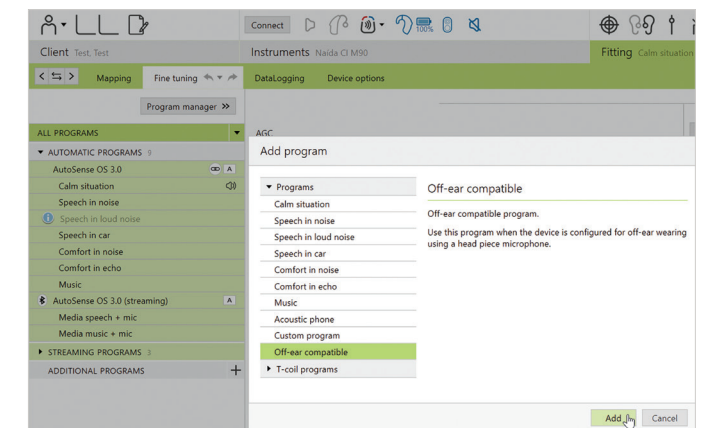 Connect
100%
Client Test, Test
Instruments Naída CI M90
Fitting Calm situation
Mapping
Fine tuning
DataLogging
Device options
Program manager >>
ALL PROGRAMS
AGC
AUTOMATIC PROGRAMS 9
AutoSense OS 3.0 A
Calm situation
Speech in noise
Speech in loud noise
Speech in car
Comfort in noise
Comfort in echo
Music
AutoSense OS 3.0 (streaming) A
Media speech + mic
Media music + mic
STREAMING PROGRAMS 3
ADDITIONAL PROGRAMS +
Add program
Programs
Calm situation
Speech in noise
Speech in loud noise
Speech in car
Comfort in noise
Comfort in echo
Music
Acoustic phone
Custom program
Off-ear compatible
T-coil programs
Off-ear compatible
Off-ear compatible program.
Use this program when the device is configured for off-ear wearing
using a head piece microphone.
Add
Cancel